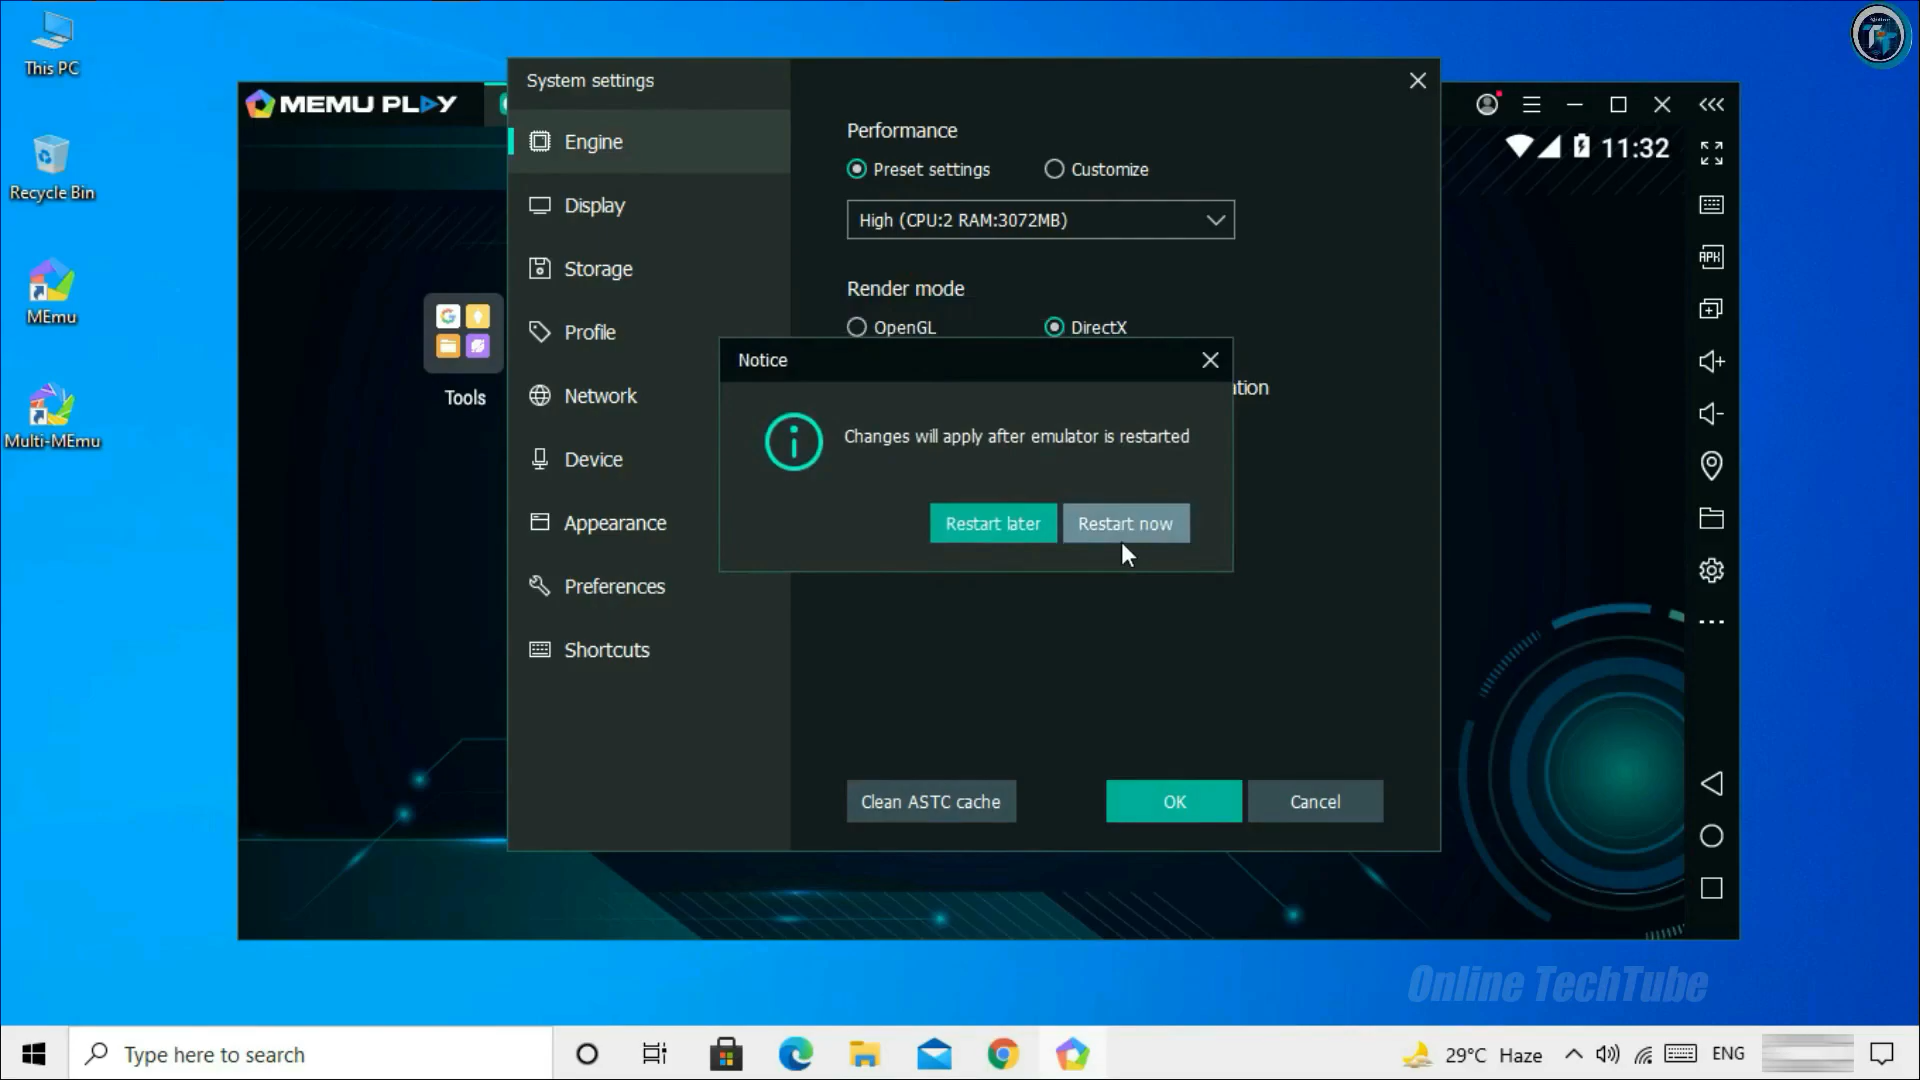 This PC
Recycle Bin
MEmu
Multi-MEmu
MEMU PLAY
11:32
APK
Tools
System settings
Engine
Display
Storage
Profile
Network
Device
Appearance
Preferences
Shortcuts
Performance
Preset settings
Customize
High (CPU:2 RAM:3072MB)
Render mode
OpenGL
DirectX
Notice
Changes will apply after emulator is restarted
Restart later
Restart now
Clean ASTC cache
OK
Cancel
Online TechTube
Type here to search
29°C Haze
ENG